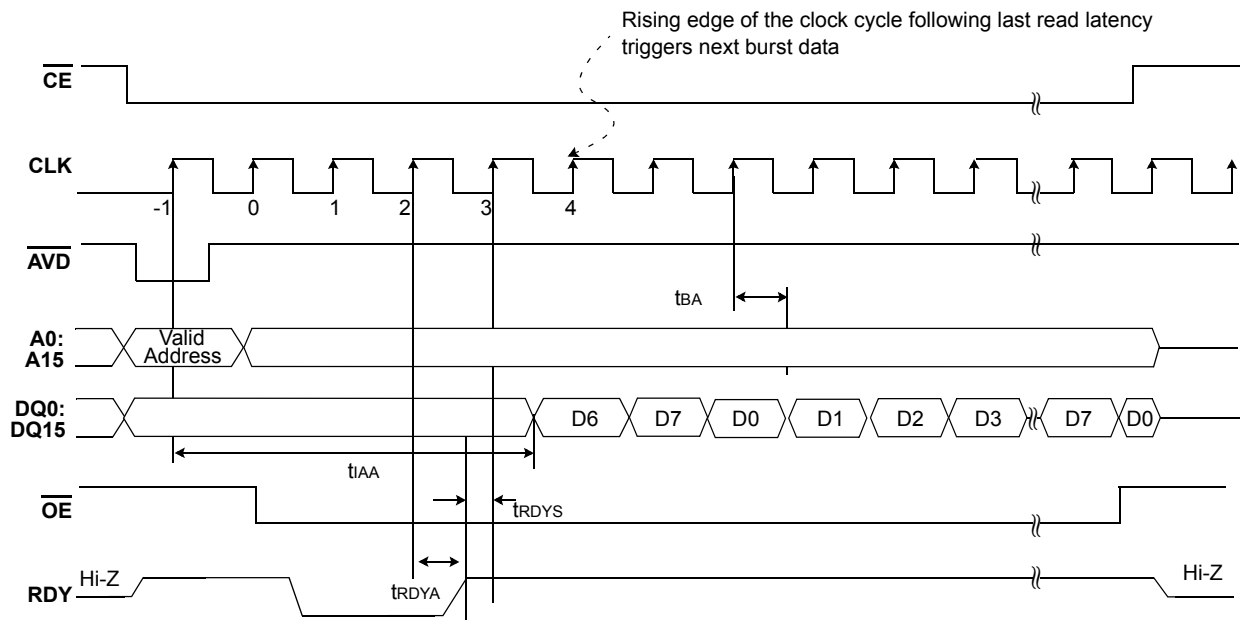 Rising edge of the clock cycle following last read latency
triggers next burst data
CE
CLK
-1 0 1 2 3 4
AVD
tBA
A0:
A15
Valid
Address
DQ0:
DQ15
D6 D7 D0 D1 D2 D3 D7 D0
tIAA
OE
tRDYS
RDY
Hi-Z
tRDYA
Hi-Z